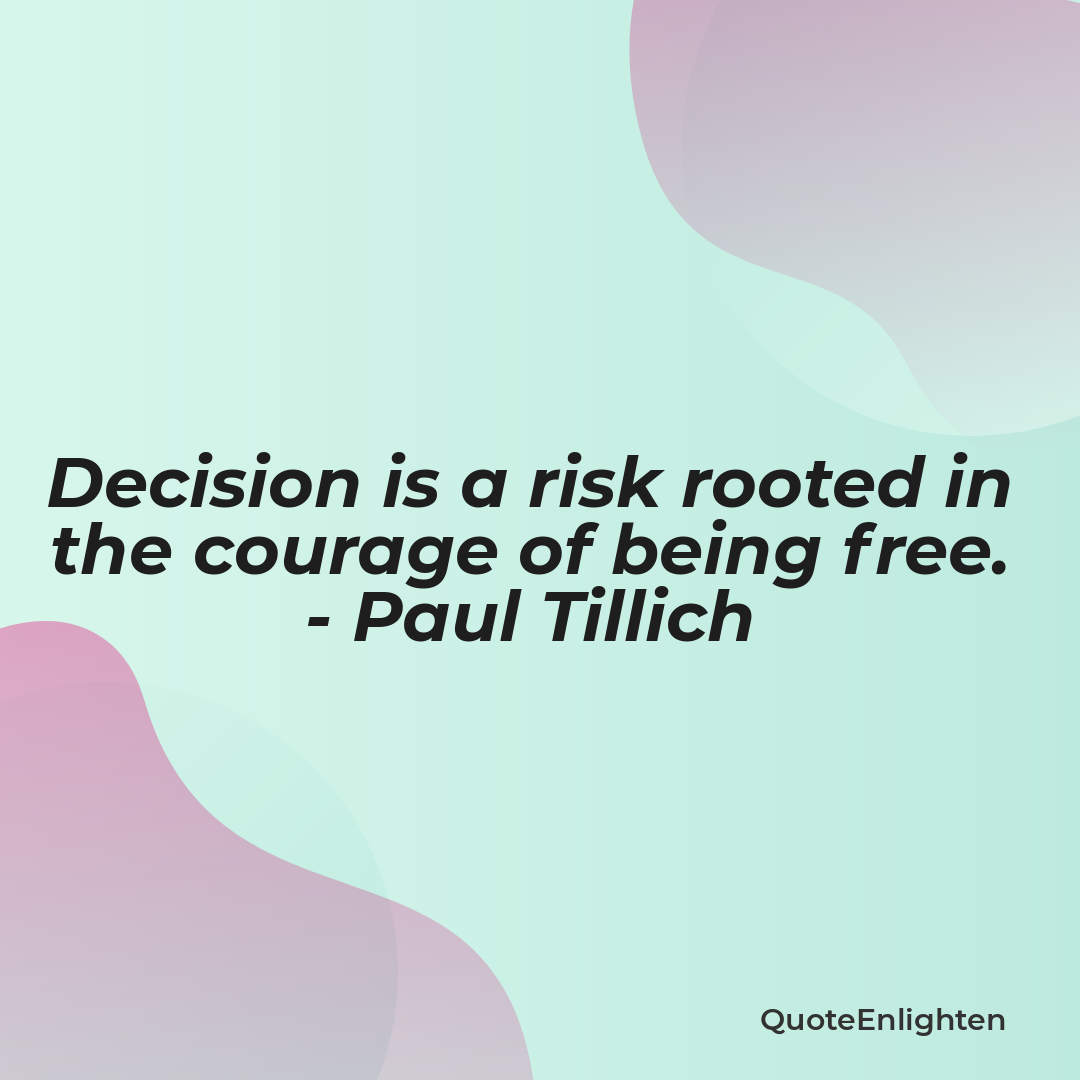 Decision is a risk rooted in
the courage of being free.
- Paul Tillich
QuoteEnlighten